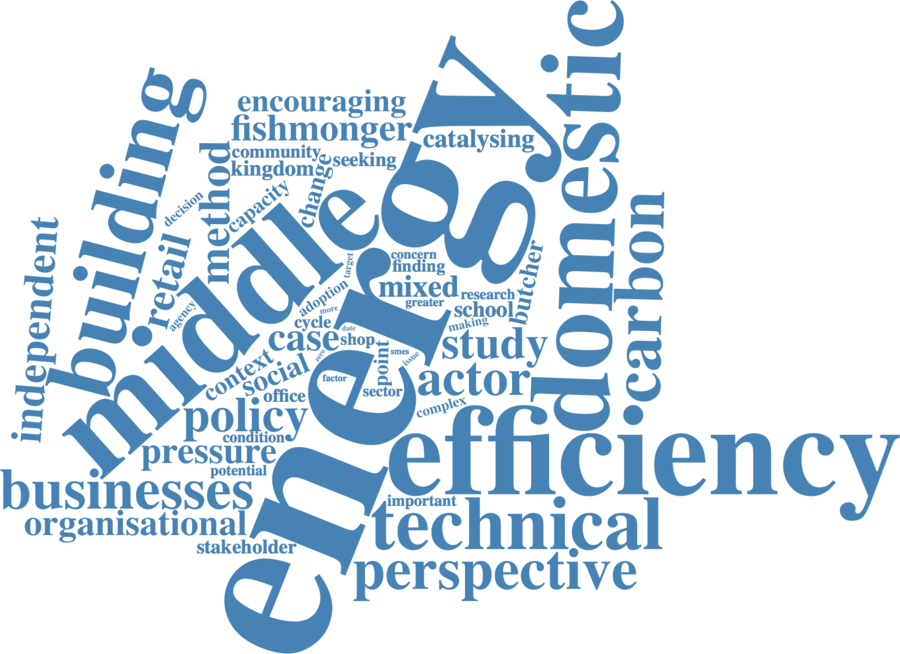 domestic
encouraging
fishmonger
catalysing
community
seeking
kingdom
building
energy
method
capacity
change
decision
middle
carbon
independent
retail
agency
target
concern
finding
mixed
greater
research
butcher
school
making
adoption
more
cycle
date
case
shop
study
context
social
zero
point
smes
issue
factor
sector
actor
office
complex
policy
condition
pressure
potential
efficiency
businesses
important
organisational
technical
stakeholder
perspective